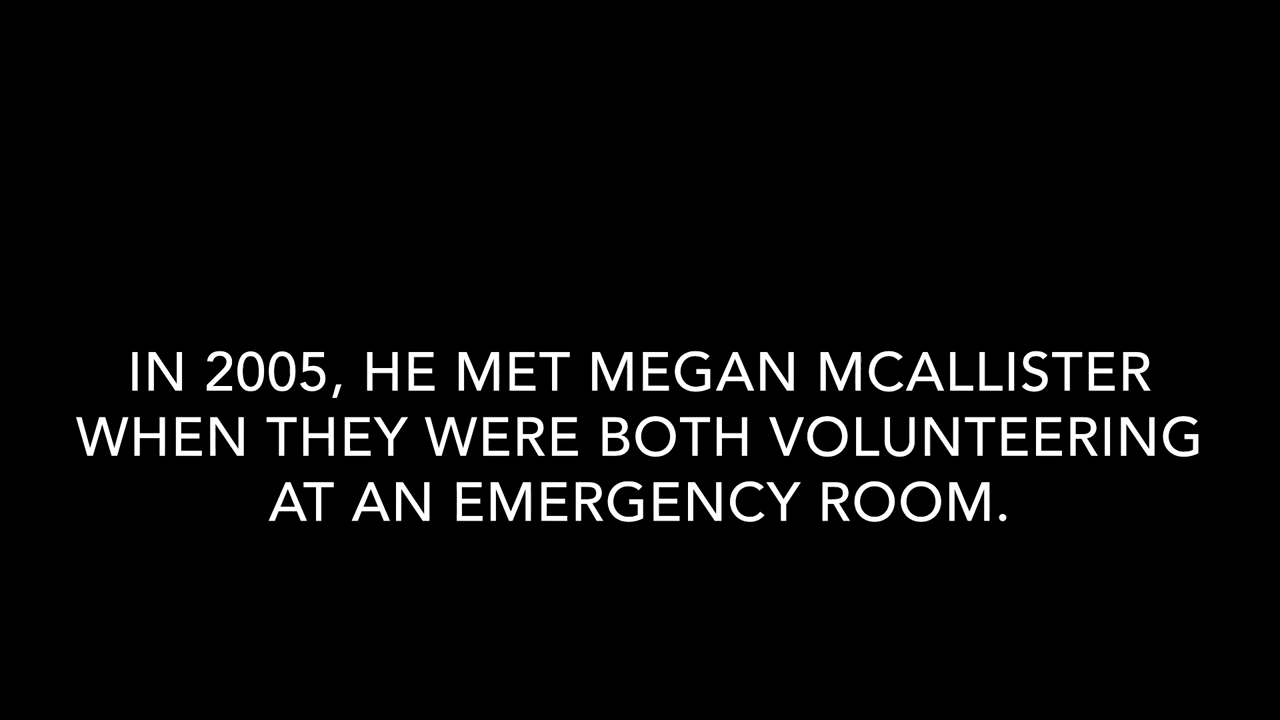 IN 2005, HE MET MEGAN MCALLISTER
WHEN THEY WERE BOTH VOLUNTEERING
AT AN EMERGENCY ROOM.